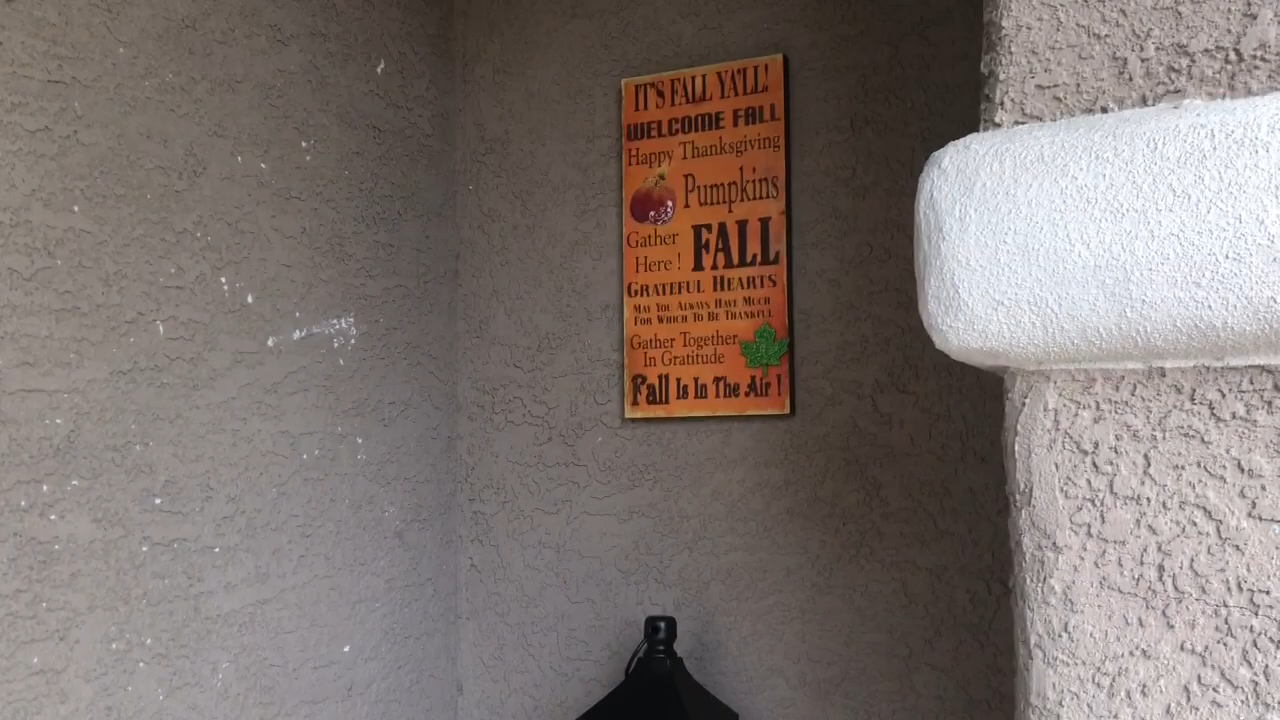 IT'S FALL YA'LL!
WELCOME FALL
Happy Thanksgiving
Pumpkins
Gather
Here !
FALL
GRATEFUL HEARTS
MAY YOU ALWAYS HAVE MUCH
FOR WHICH TO BE THANKFUL
Gather Together
In Gratitude
Fall Is In The Air !